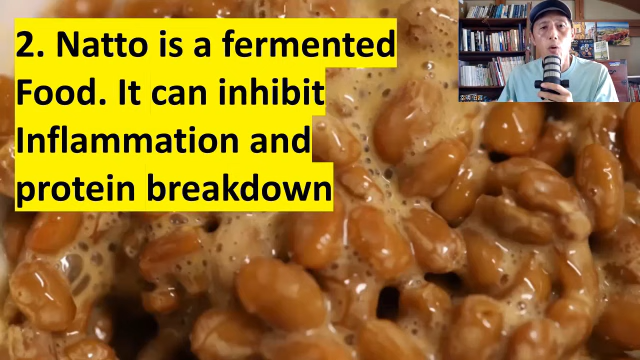 2. Natto is a fermented
Food. It can inhibit
Inflammation and
protein breakdown